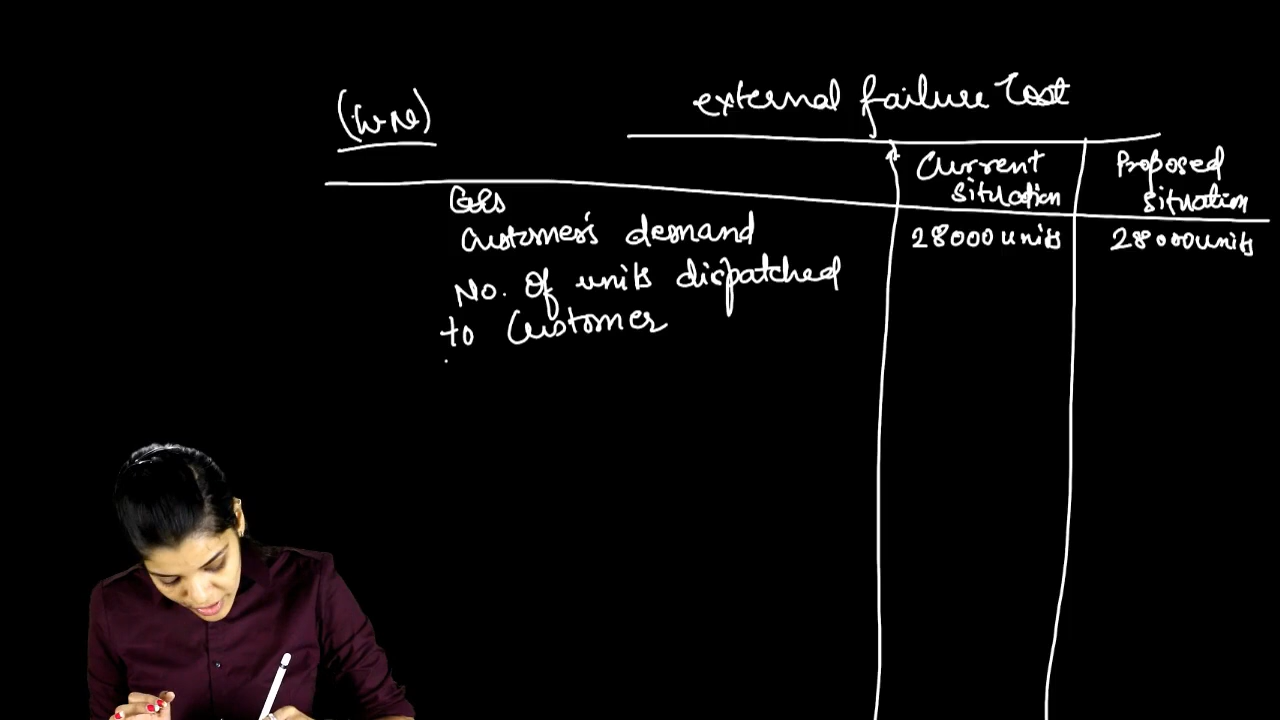 (W.N)
external failure Cost
Current Situation
Proposed Situation
Customer's demand
28000 units
28000 units
No. of units dispatched
to Customer